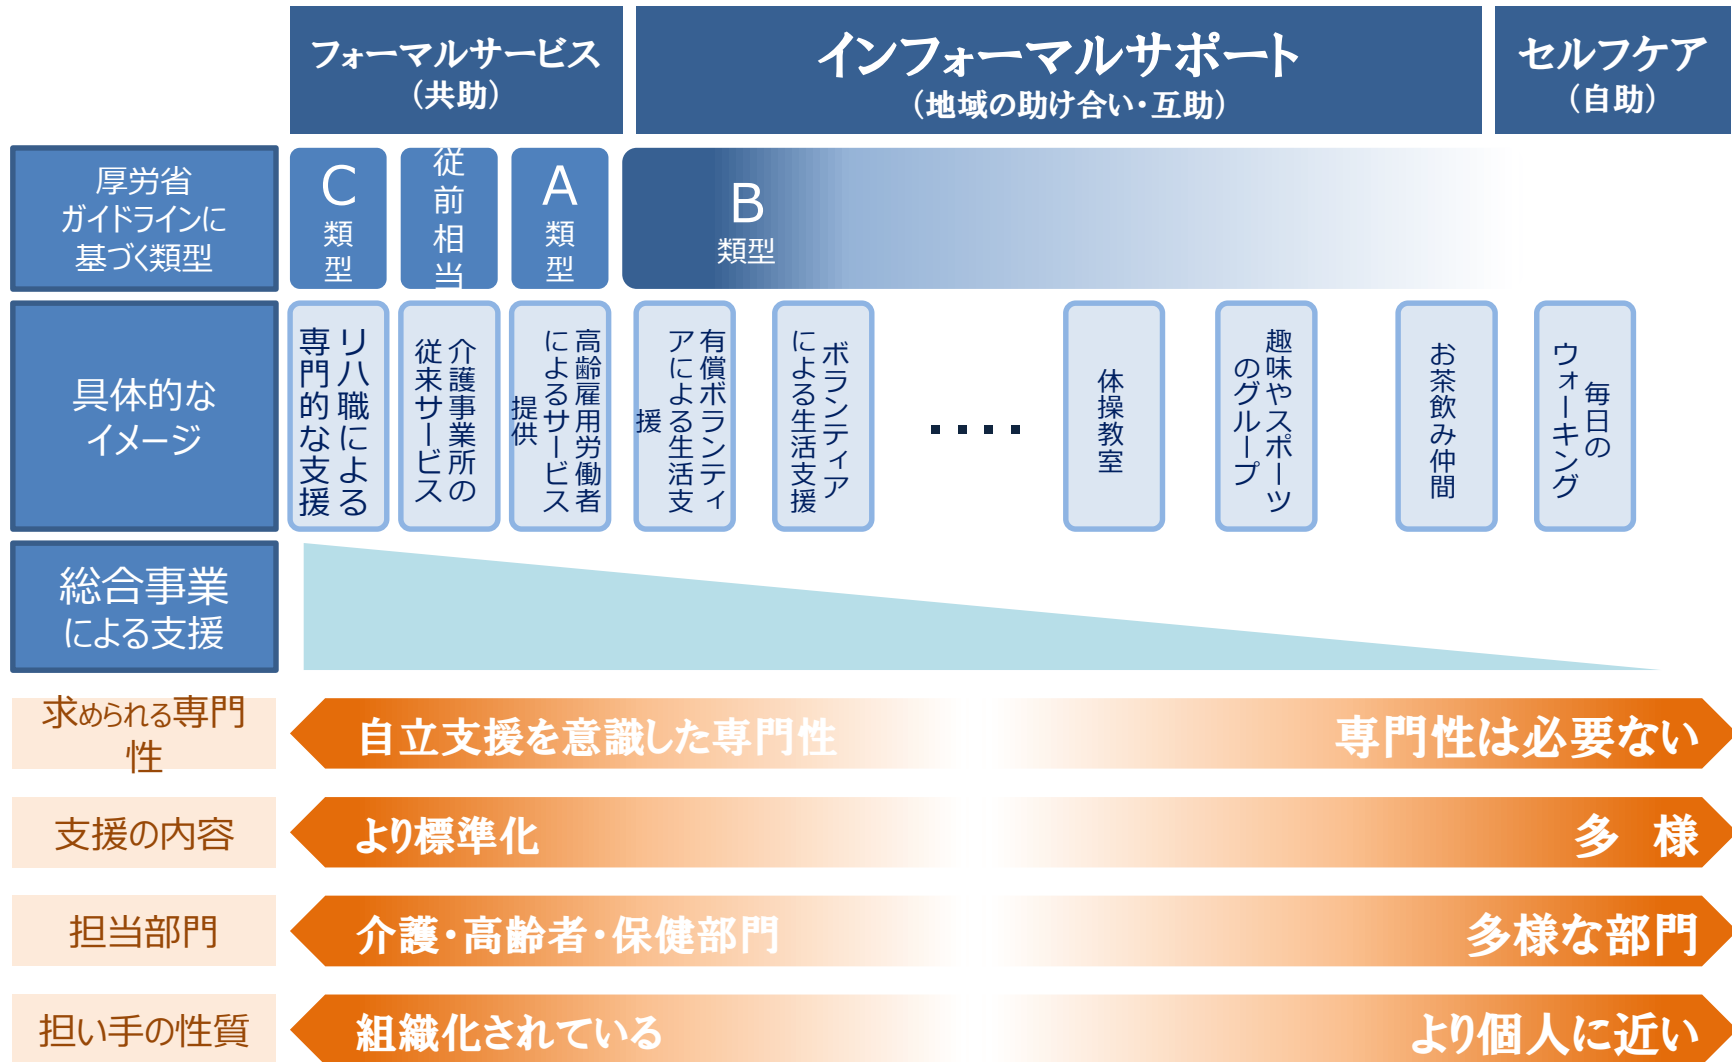 フォーマルサービス
（共助）
インフォーマルサポート
（地域の助け合い・互助）
セルフケア
（自助）
厚労省
ガイドラインに
基づく類型
C
類型
従前相当
A
類型
B
類型
具体的な
イメージ
リハ職による
専門的な支援
介護事業所の
従来サービス
高齢雇用労働者
によるサービス
提供
有償ボランティ
アによる生活支
援
ボランティア
による生活支援
・・・・
体操教室
趣味やスポーツ
のグループ
お茶飲み仲間
毎日の
ウォーキング
総合事業
による支援
求められる専門
性
自立支援を意識した専門性
専門性は必要ない
支援の内容
より標準化
多　様
担当部門
介護・高齢者・保健部門
多様な部門
担い手の性質
組織化されている
より個人に近い